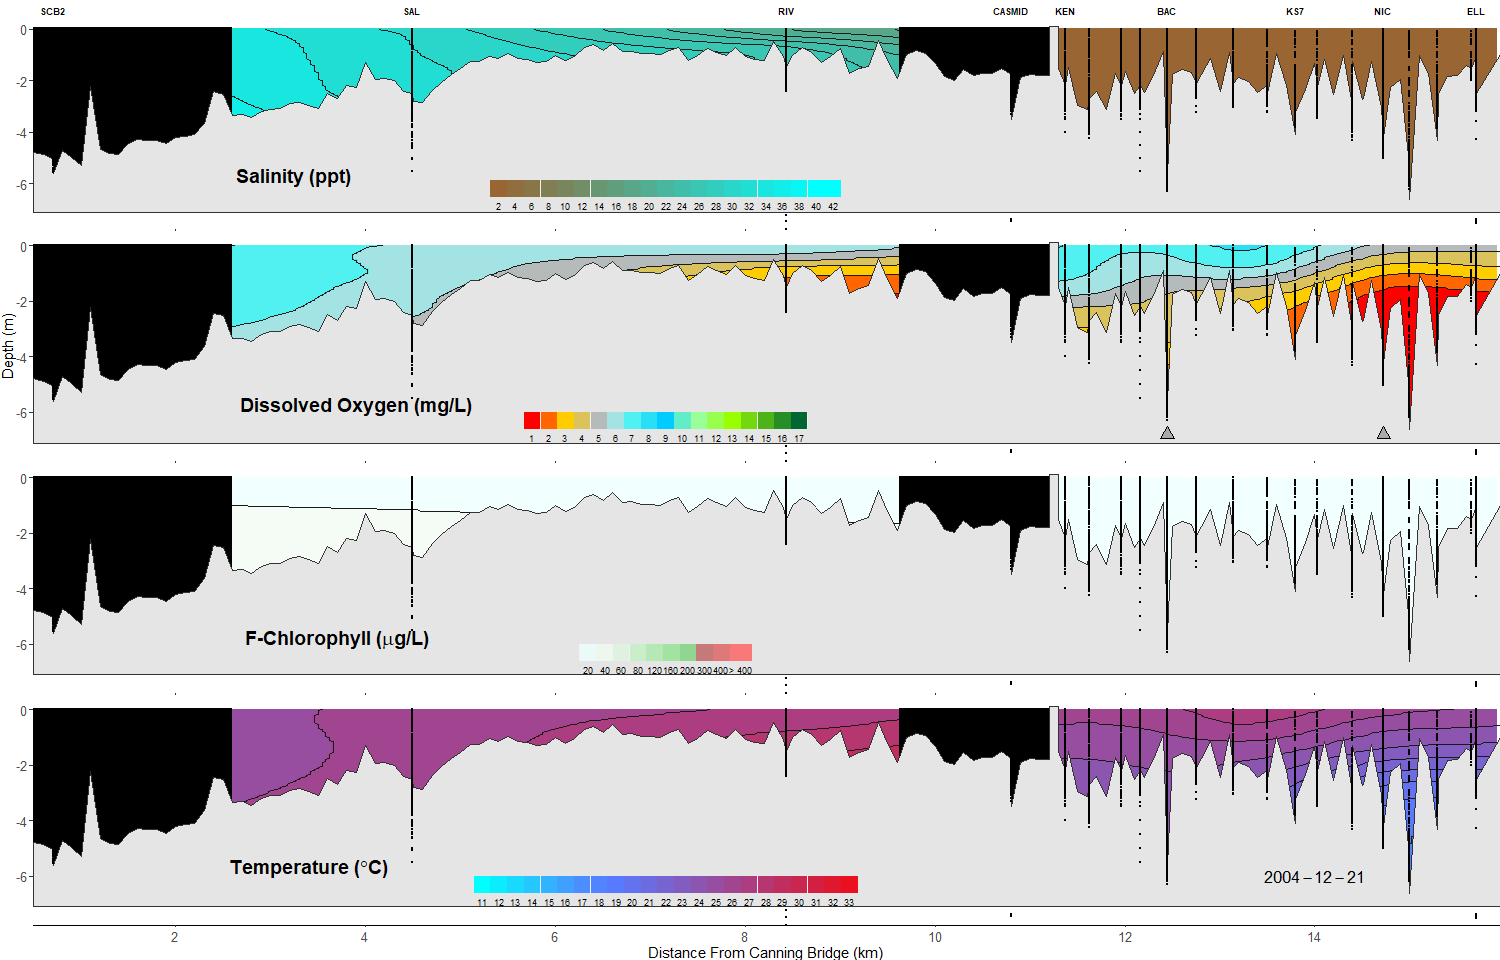 SCB2 SAL RIV CASMID KEN BAC KS7 NIC ELL
0
-2
-4
-6
Salinity (ppt)
2 4 6 8 10 12 14 16 18 20 22 24 26 28 30 32 34 36 38 40 42
0
-2
-4
-6
Depth (m)
Dissolved Oxygen (mg/L)
1 2 3 4 5 6 7 8 9 10 11 12 13 14 15 16 17
0
-2
-4
-6
F-Chlorophyll (μg/L)
20 40 60 80 120 160 200 300 400 > 400
0
-2
-4
-6
Temperature (°C)
2004 – 12 – 21
11 12 13 14 15 16 17 18 19 20 21 22 23 24 25 26 27 28 29 30 31 32 33
2 4 6 8 10 12 14
Distance From Canning Bridge (km)